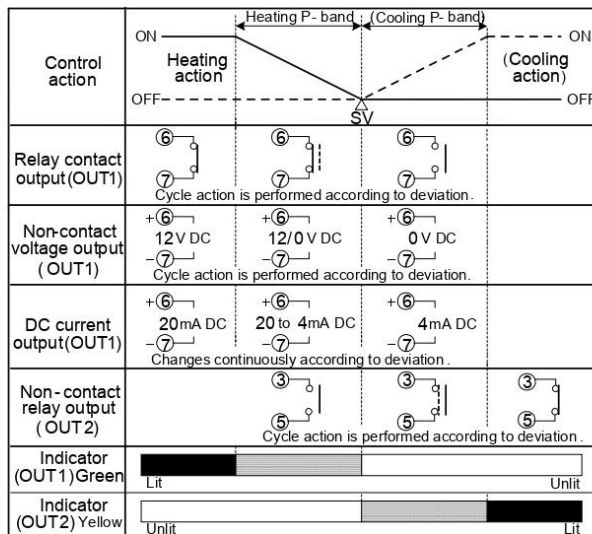 Heating P- band (Cooling P- band)
Control action
ON Heating action (Cooling action) ON
OFF SV OFF
Relay contact output (OUT1)
6 6 6
7 7 7
Cycle action is performed according to deviation.
Non-contact voltage output (OUT1)
+6 +6 +6
12V DC 12/0 V DC 0 V DC
-7 -7 -7
Cycle action is performed according to deviation.
DC current output (OUT1)
+6 +6 +6
20mA DC 20 to 4mA DC 4mA DC
-7 -7 -7
Changes continuously according to deviation.
Non-contact relay output (OUT2)
3 3 3
5 5 5
Cycle action is performed according to deviation.
Indicator (OUT1) Green
Lit Unlit
Indicator (OUT2) Yellow
Unlit Lit